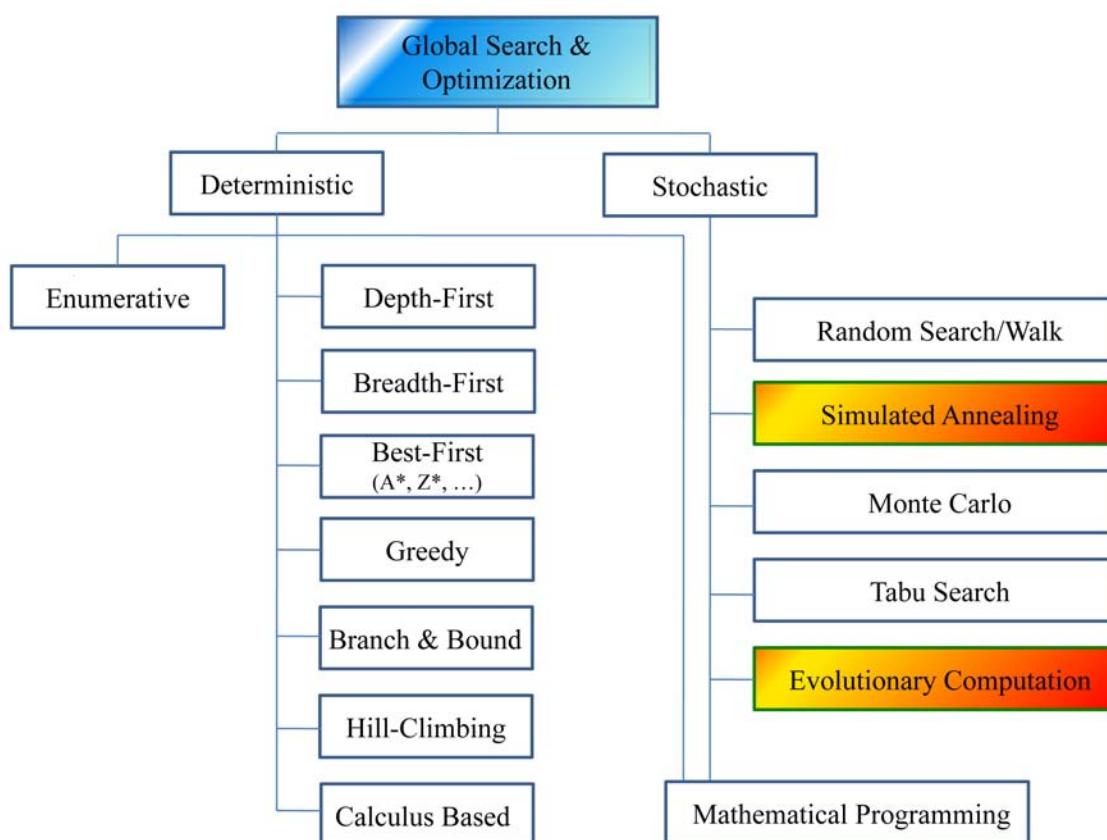 Global Search &
Optimization
Deterministic
Stochastic
Enumerative
Depth-First
Breadth-First
Best-First
(A*, Z*, …)
Greedy
Branch & Bound
Hill-Climbing
Calculus Based
Random Search/Walk
Simulated Annealing
Monte Carlo
Tabu Search
Evolutionary Computation
Mathematical Programming